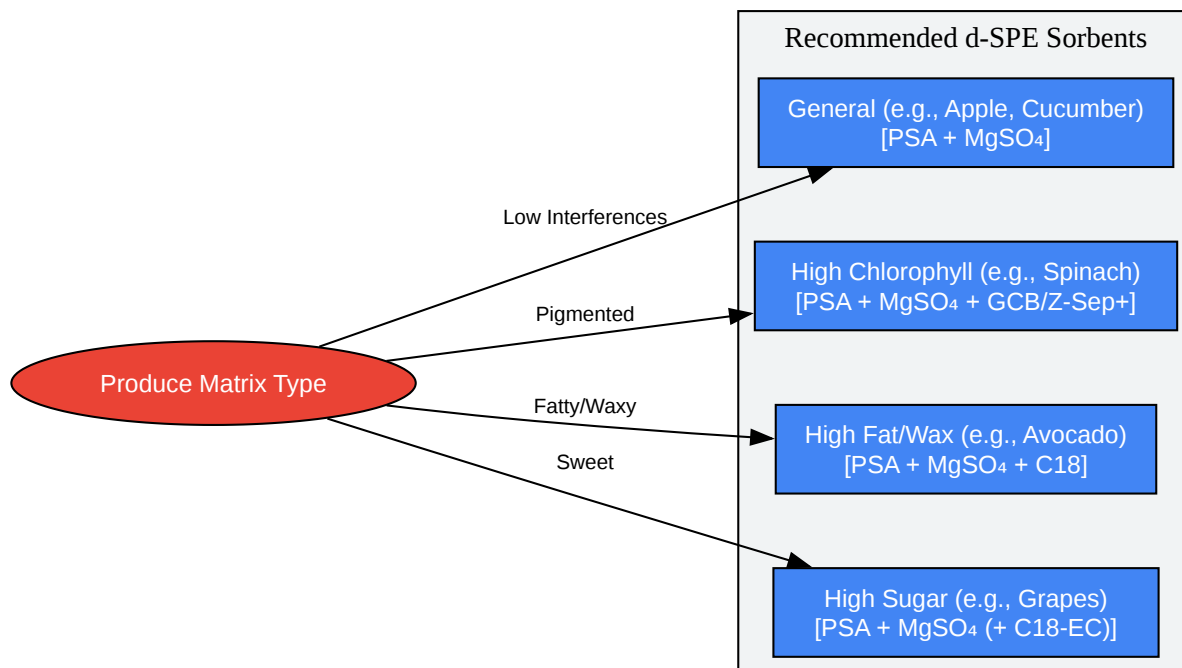 Recommended d-SPE Sorbents
General (e.g., Apple, Cucumber)
[PSA + MgSO₄]
Low Interferences
High Chlorophyll (e.g., Spinach)
[PSA + MgSO₄ + GCB/Z-Sep+]
Pigmented
Produce Matrix Type
Fatty/Waxy
High Fat/Wax (e.g., Avocado)
[PSA + MgSO₄ + C18]
Sweet
High Sugar (e.g., Grapes)
[PSA + MgSO₄ (+ C18-EC)]